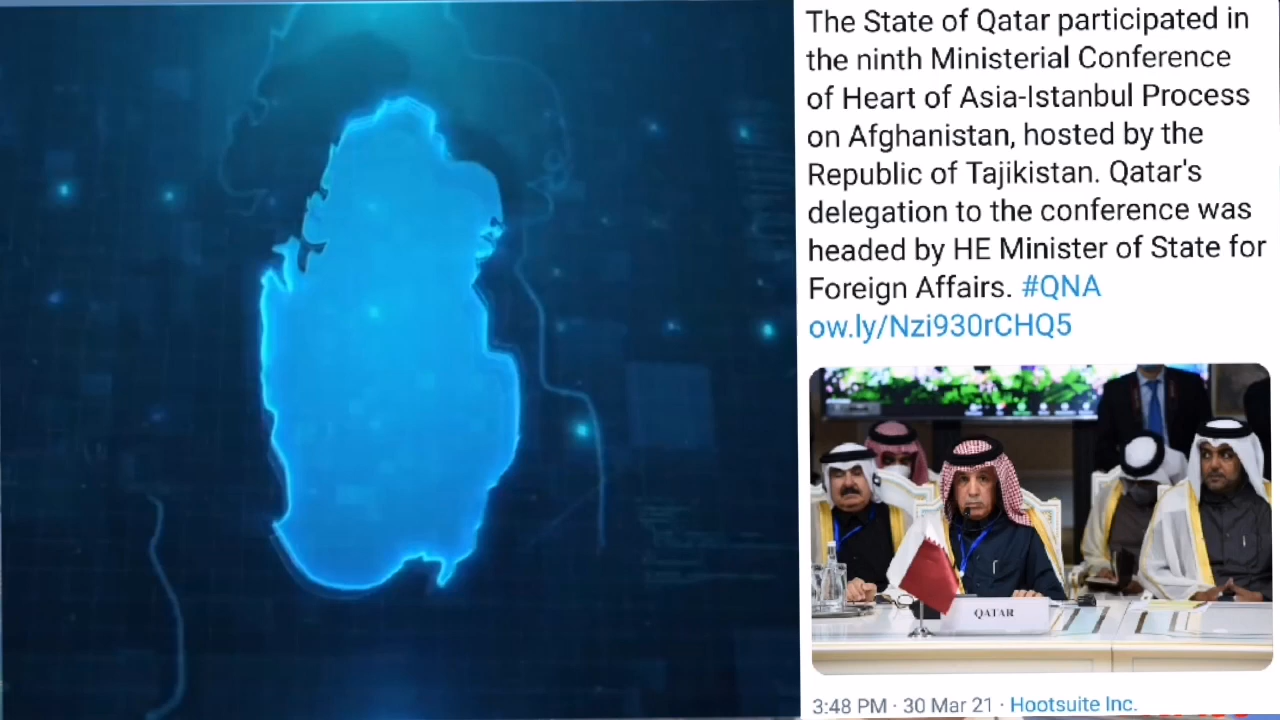 The State of Qatar participated in
the ninth Ministerial Conference
of Heart of Asia-Istanbul Process
on Afghanistan, hosted by the
Republic of Tajikistan. Qatar's
delegation to the conference was
headed by HE Minister of State for
Foreign Affairs. #QNA
ow.ly/Nzi930rCHQ5
QATAR
3:48 PM · 30 Mar 21 · Hootsuite Inc.